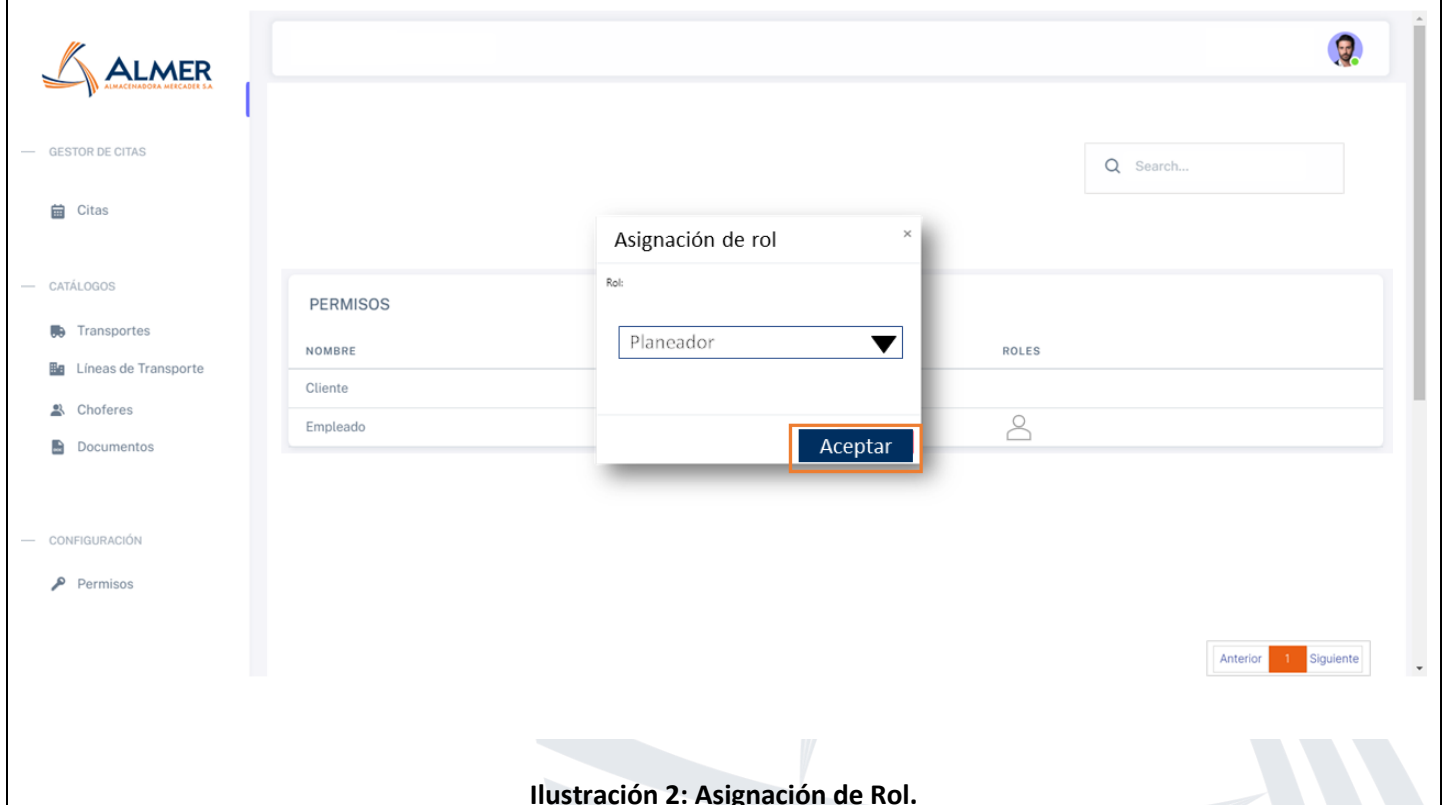 ALMER
ALMACENADORA MERCADER S.A
GESTOR DE CITAS
Search...
Citas
Asignación de rol ×
CATÁLOGOS
Rol:
PERMISOS
Transportes
Planeador
NOMBRE ROLES
Líneas de Transporte
Cliente
Choferes
Empleado
Documentos
Aceptar
CONFIGURACIÓN
Permisos
Anterior 1 Siguiente
Ilustración 2: Asignación de Rol.